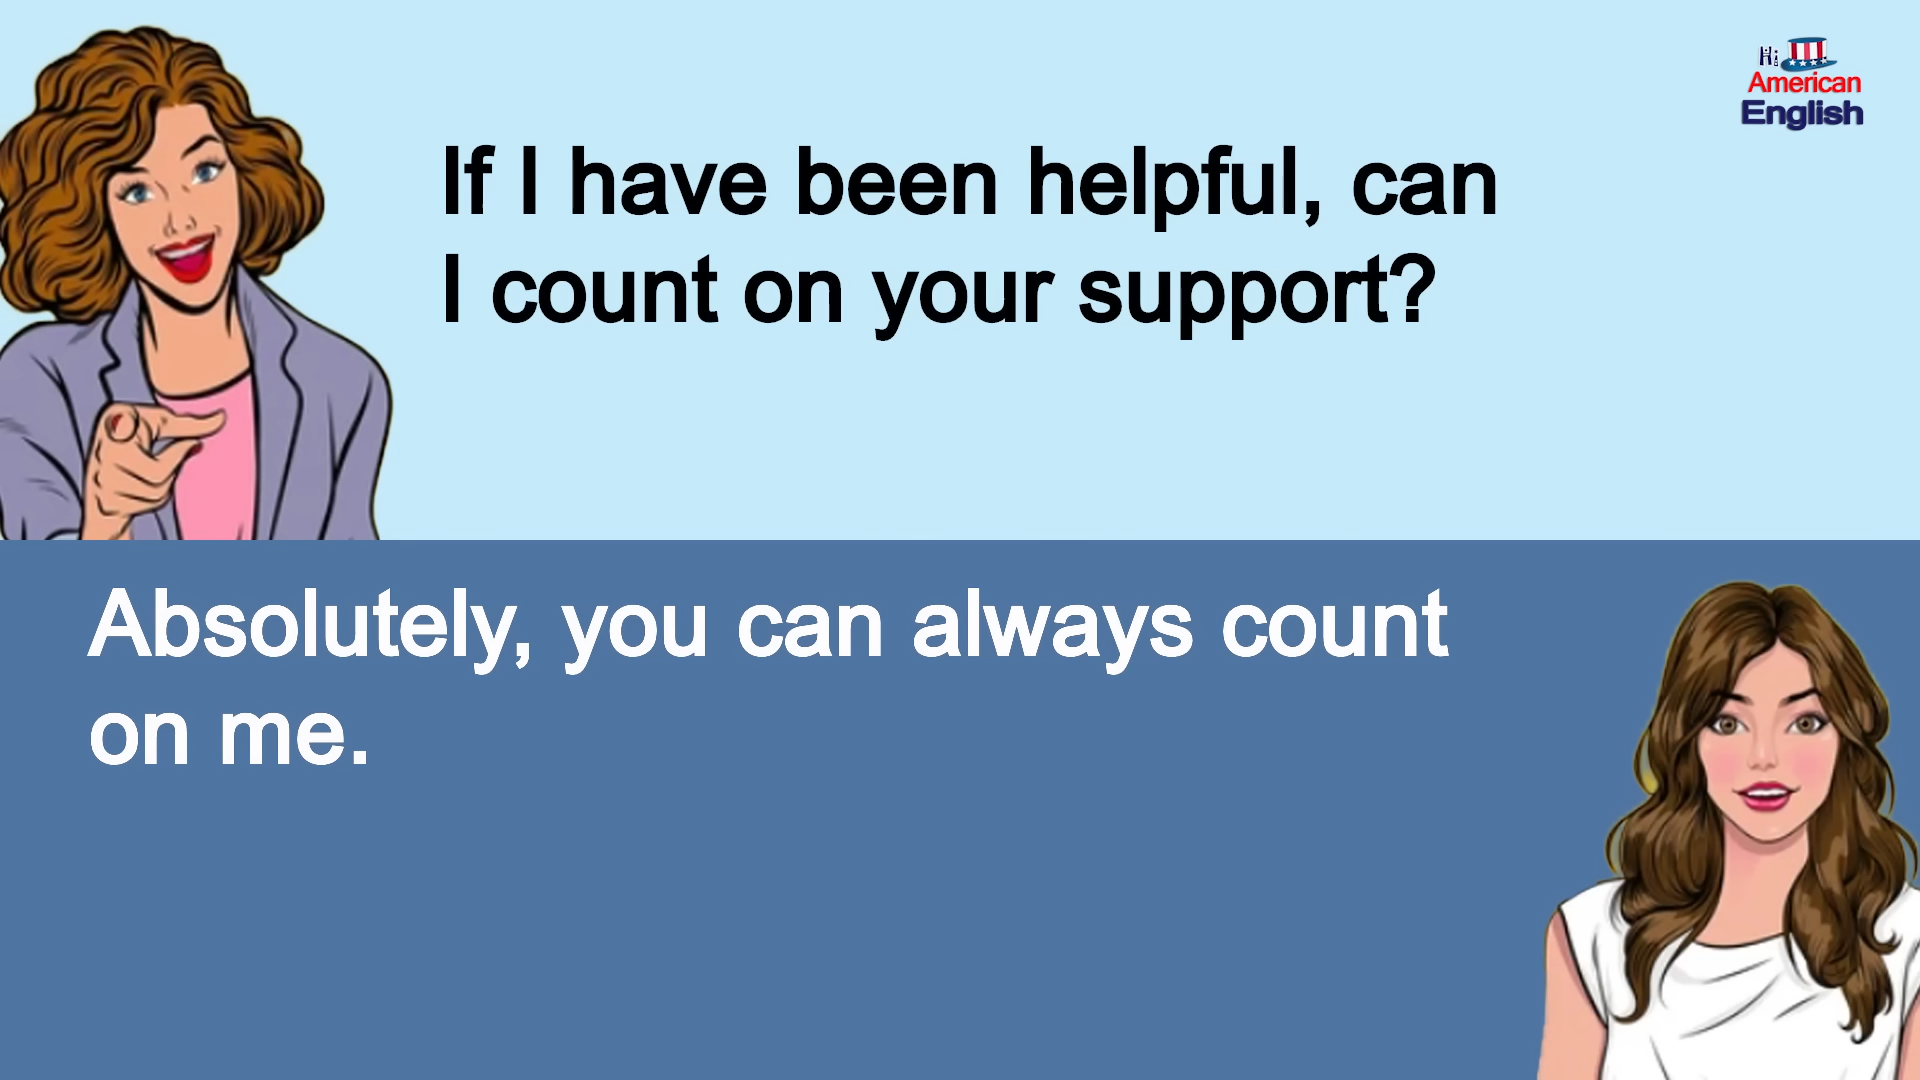 Hi
American
English
If I have been helpful, can
I count on your support?
Absolutely, you can always count
on me.